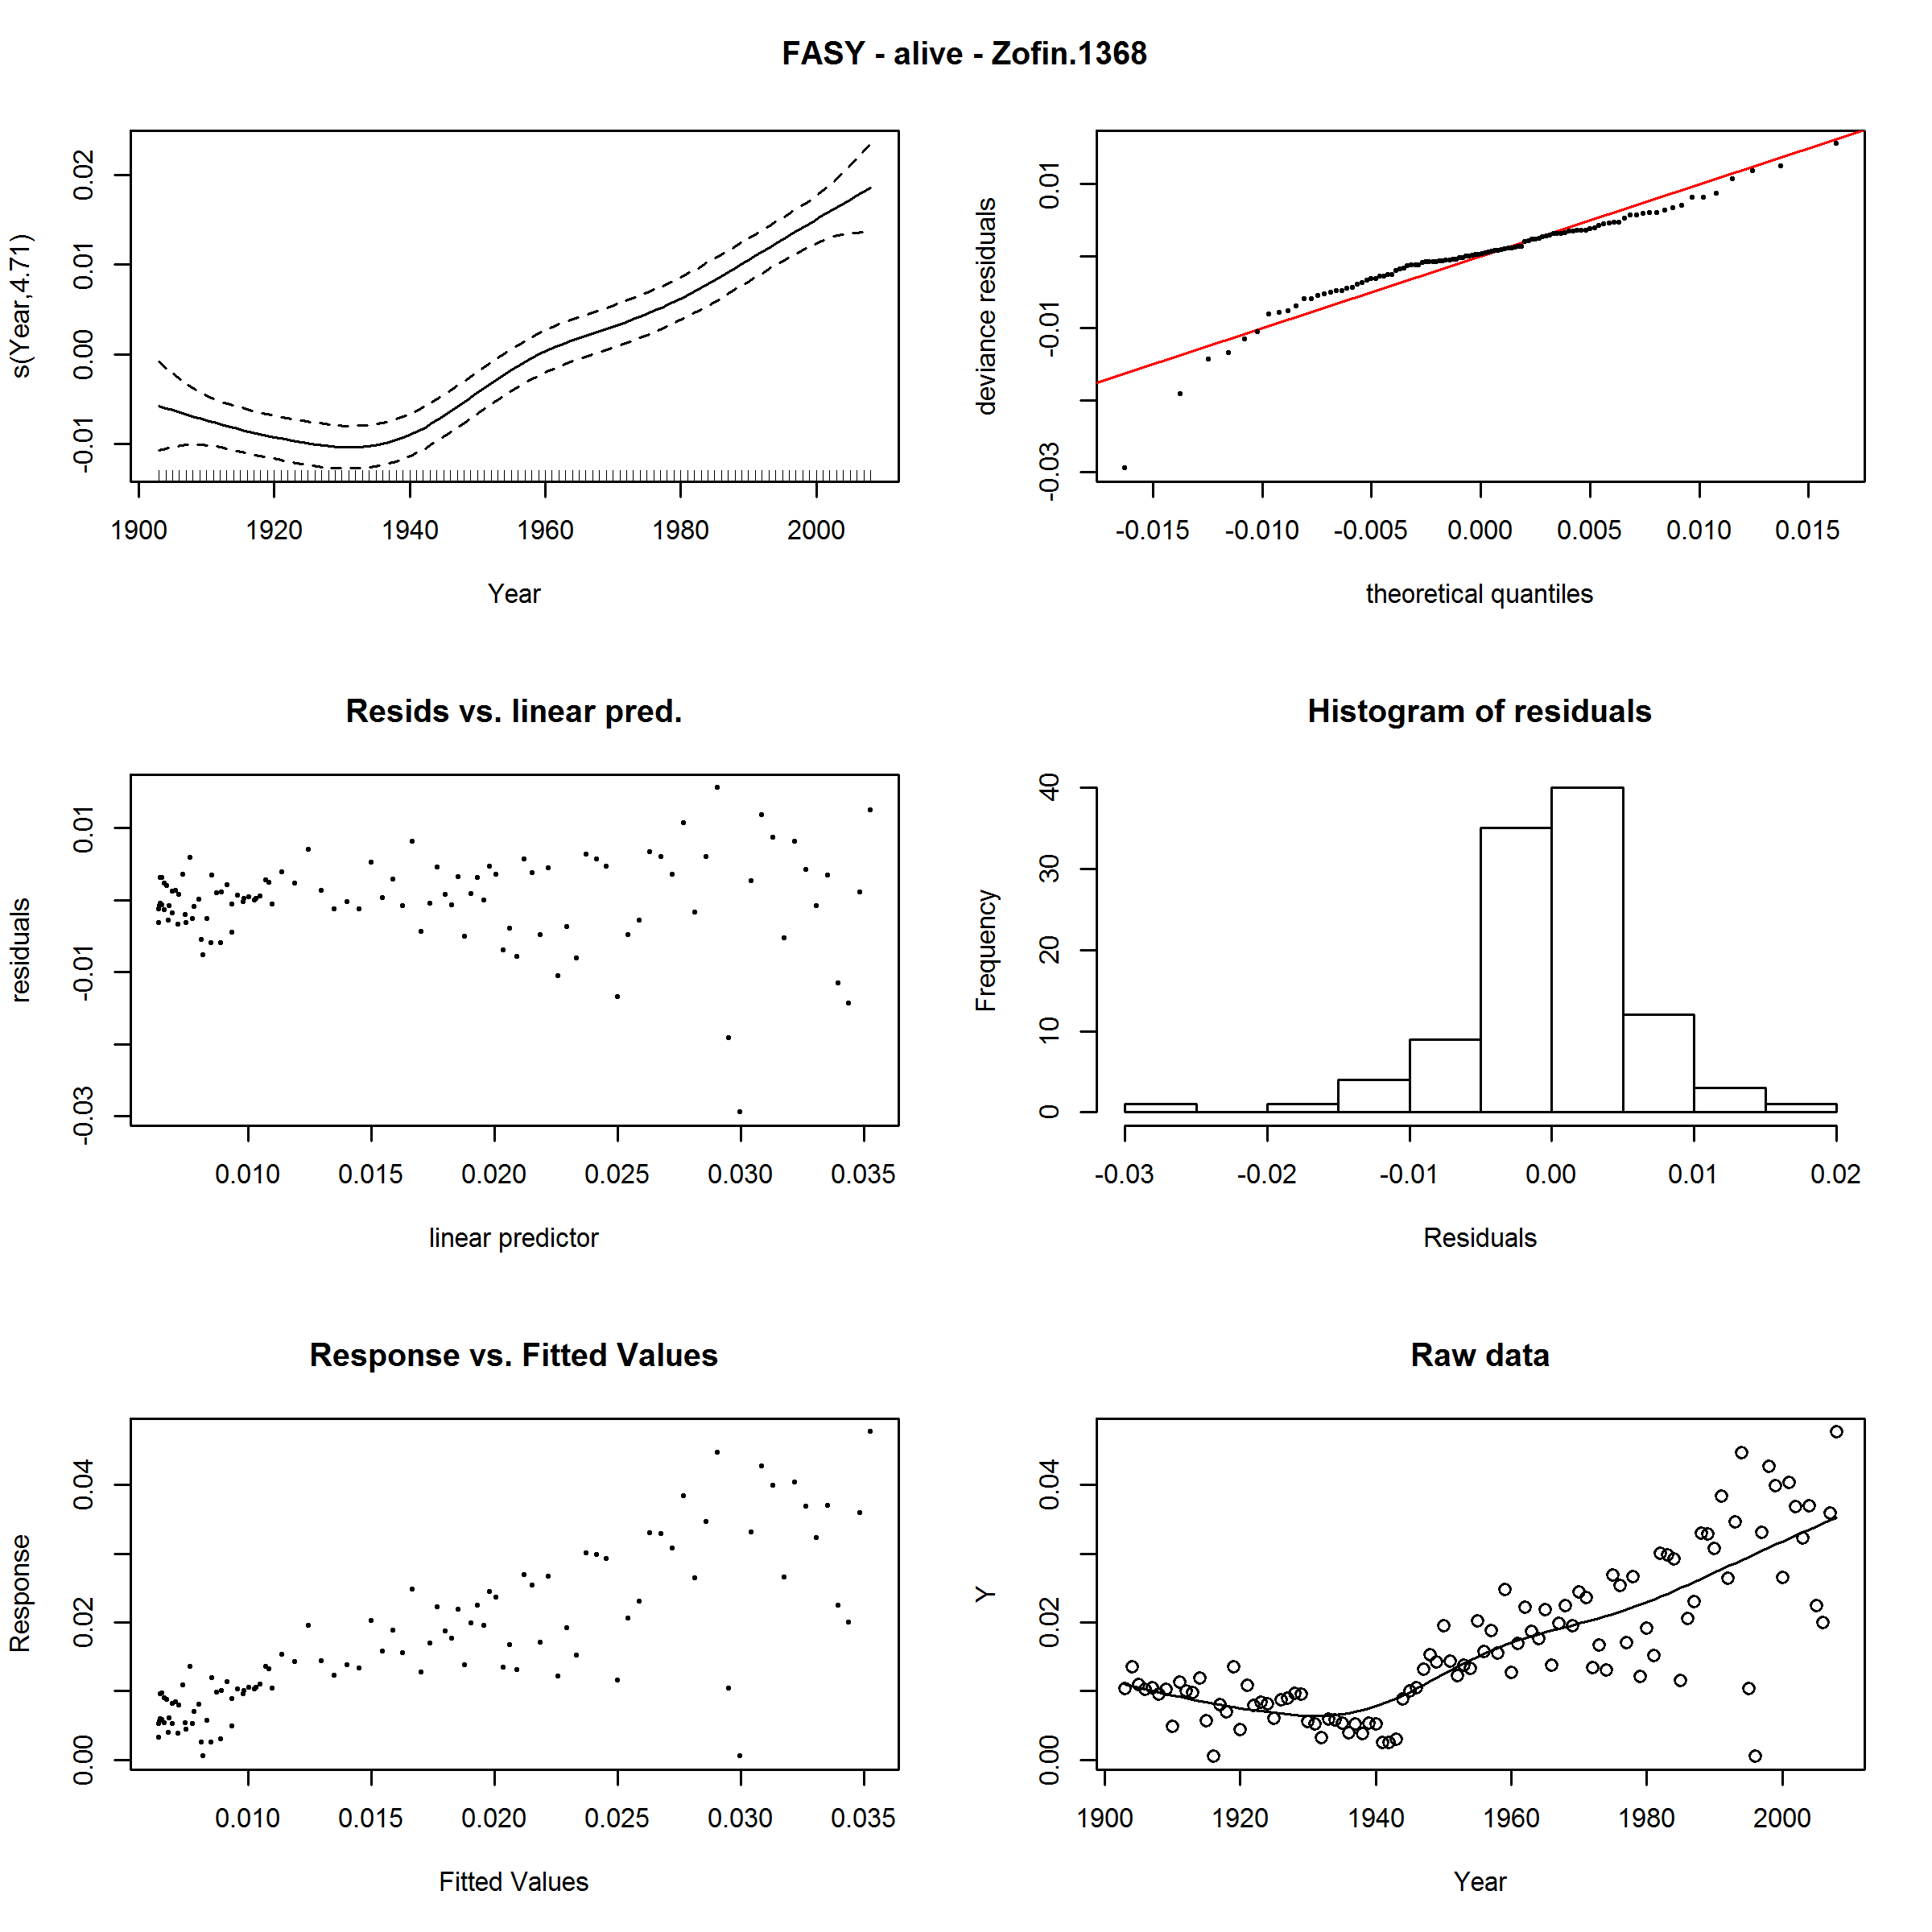 FASY - alive - Zofin.1368
s(Year,4.71)
0.02
0.01
0.00
-0.01
1900 1920 1940 1960 1980 2000
Year
deviance residuals
0.01
-0.01
-0.03
-0.015 -0.010 -0.005 0.000 0.005 0.010 0.015
theoretical quantiles
Resids vs. linear pred.
residuals
0.01
-0.01
-0.03
0.010 0.015 0.020 0.025 0.030 0.035
linear predictor
Histogram of residuals
Frequency
40
30
20
10
0
-0.03 -0.02 -0.01 0.00 0.01 0.02
Residuals
Response vs. Fitted Values
Response
0.04
0.02
0.00
0.010 0.015 0.020 0.025 0.030 0.035
Fitted Values
Raw data
Y
0.04
0.02
0.00
1900 1920 1940 1960 1980 2000
Year